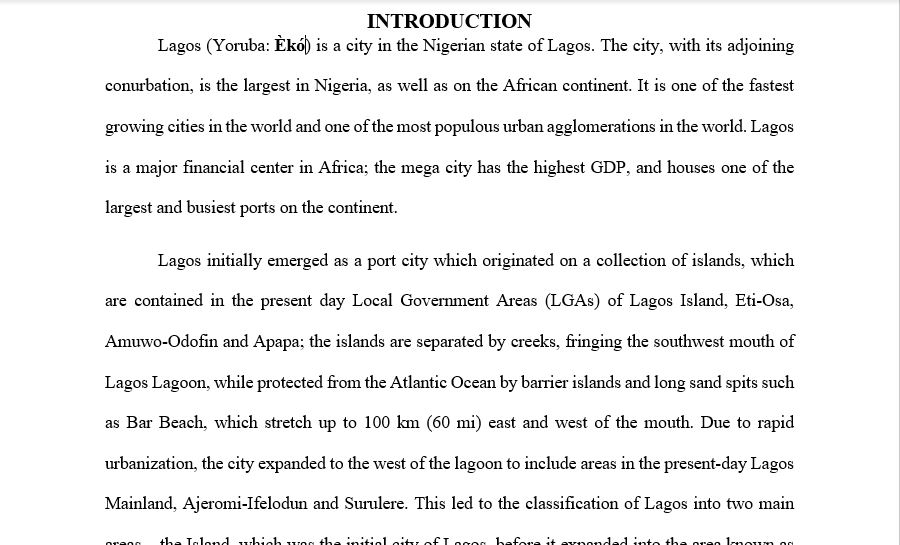 INTRODUCTION
Lagos (Yoruba: Èkó) is a city in the Nigerian state of Lagos. The city, with its adjoining
conurbation, is the largest in Nigeria, as well as on the African continent. It is one of the fastest
growing cities in the world and one of the most populous urban agglomerations in the world. Lagos
is a major financial center in Africa; the mega city has the highest GDP, and houses one of the
largest and busiest ports on the continent.
Lagos initially emerged as a port city which originated on a collection of islands, which
are contained in the present day Local Government Areas (LGAs) of Lagos Island, Eti-Osa,
Amuwo-Odofin and Apapa; the islands are separated by creeks, fringing the southwest mouth of
Lagos Lagoon, while protected from the Atlantic Ocean by barrier islands and long sand spits such
as Bar Beach, which stretch up to 100 km (60 mi) east and west of the mouth. Due to rapid
urbanization, the city expanded to the west of the lagoon to include areas in the present-day Lagos
Mainland, Ajeromi-Ifelodun and Surulere. This led to the classification of Lagos into two main
areas – the Island, which was the initial city of Lagos, before it expanded into the area known as